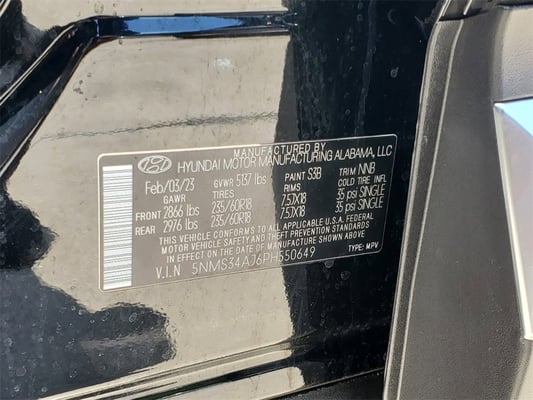 MANUFACTURED BY
HYUNDAI MOTOR MANUFACTURING ALABAMA, LLC
Feb/03/23 GVWR 5137 lbs PAINT S3B TRIM NNB
GAWR TIRES RIMS COLD TIRE INFL
FRONT 2866 lbs 235/60R18 7.5JX18 35 psi SINGLE
REAR 2976 lbs 235/60R18 7.5JX18 35 psi SINGLE
THIS VEHICLE CONFORMS TO ALL APPLICABLE U.S.A. FEDERAL
MOTOR VEHICLE SAFETY AND THEFT PREVENTION STANDARDS
IN EFFECT ON THE DATE OF MANUFACTURE SHOWN ABOVE.
V.I.N 5NMS34AJ6PH550649 TYPE: MPV